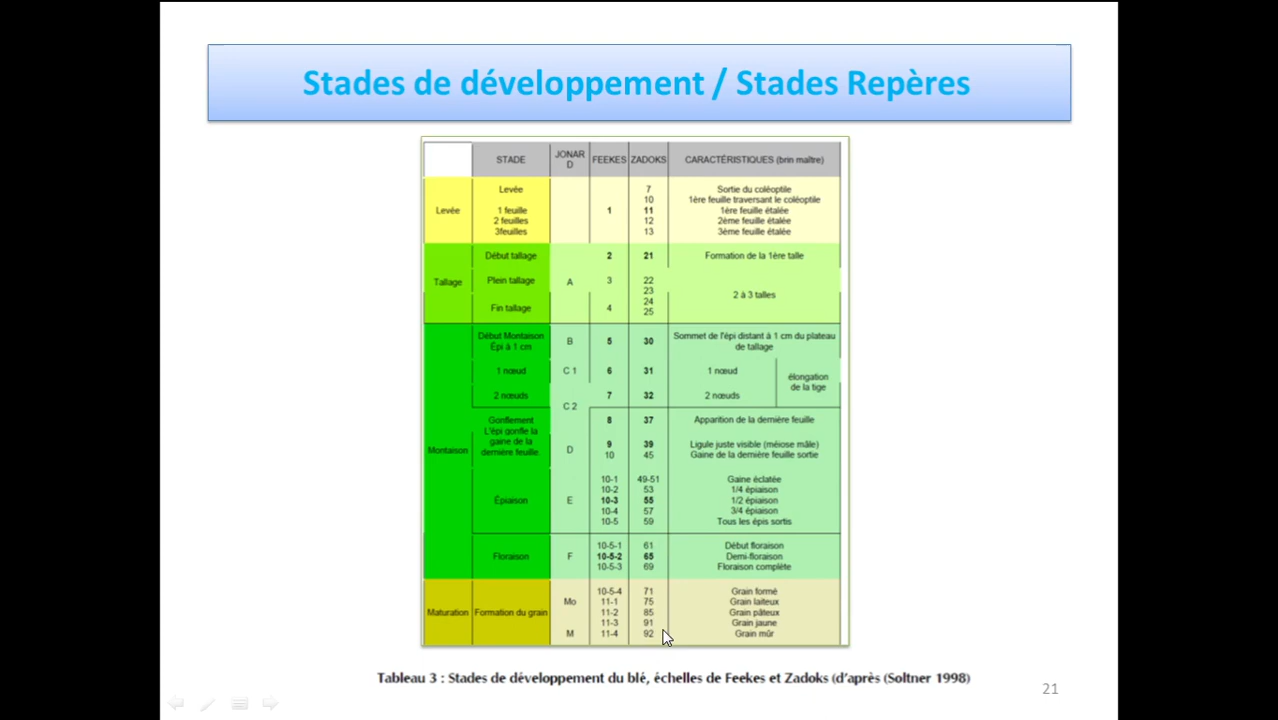 Stades de développement / Stades Repères
STADE JONARD FEEKES ZADOKS CARACTÉRISTIQUES (brin maître)
Levée 7 Sortie du coléoptile
10 1ère feuille traversant le coléoptile
Levée 1 feuille 1 11 1ère feuille étalée
2 feuilles 12 2ème feuille étalée
3feuilles 13 3ème feuille étalée
Début tallage 2 21 Formation de la 1ère talle
Tallage Plein tallage A 3 22
23
2 à 3 talles
24
Fin tallage 4 25
Début Montaison
Épi à 1 cm B 5 30 Sommet de l'épi distant à 1 cm du plateau
de tallage
1 nœud C 1 6 31 1 nœud élongation
de la tige
2 nœuds 7 32 2 nœuds
C 2
Gonflement 8 37 Apparition de la dernière feuille
L'épi gonfle la
gaine de la 9 39 Ligule juste visible (méiose mâle)
Montaison dernière feuille. D 10 45 Gaine de la dernière feuille sortie
10-1 49-51 Gaine éclatée
10-2 53 1/4 épiaison
Épiaison E 10-3 55 1/2 épiaison
10-4 57 3/4 épiaison
10-5 59 Tous les épis sortis
10-5-1 61 Début floraison
Floraison F 10-5-2 65 Demi-floraison
10-5-3 69 Floraison complète
10-5-4 71 Grain formé
Mo 11-1 75 Grain laiteux
Maturation Formation du grain 11-2 85 Grain pâteux
11-3 91 Grain jaune
M 11-4 92 Grain mûr
Tableau 3 : Stades de développement du blé, échelles de Feekes et Zadoks (d'après (Soltner 1998)
21